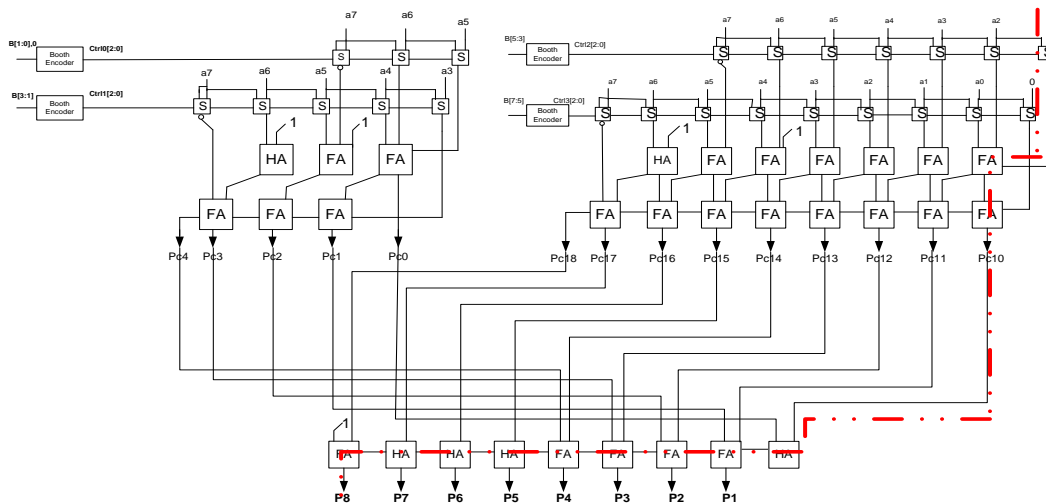 a7 a6 a5
B[1:0],0 Booth Encoder Ctrl0[2:0] S S S
a7 a6 a5 a4 a3
B[3:1] Booth Encoder Ctrl1[2:0] S S S S S
1 1
HA FA FA
FA FA FA
Pc4 Pc3 Pc2 Pc1 Pc0
a7 a6 a5 a4 a3 a2
B[5:3] Booth Encoder Ctrl2[2:0] S S S S S S S
a7 a6 a5 a4 a3 a2 a1 a0 0
B[7:5] Booth Encoder Ctrl3[2:0] S S S S S S S S S
1 1
HA FA FA FA FA FA FA
FA FA FA FA FA FA FA FA
Pc18 Pc17 Pc16 Pc15 Pc14 Pc13 Pc12 Pc11 Pc10
1
FA HA HA HA FA FA FA FA HA
P8 P7 P6 P5 P4 P3 P2 P1